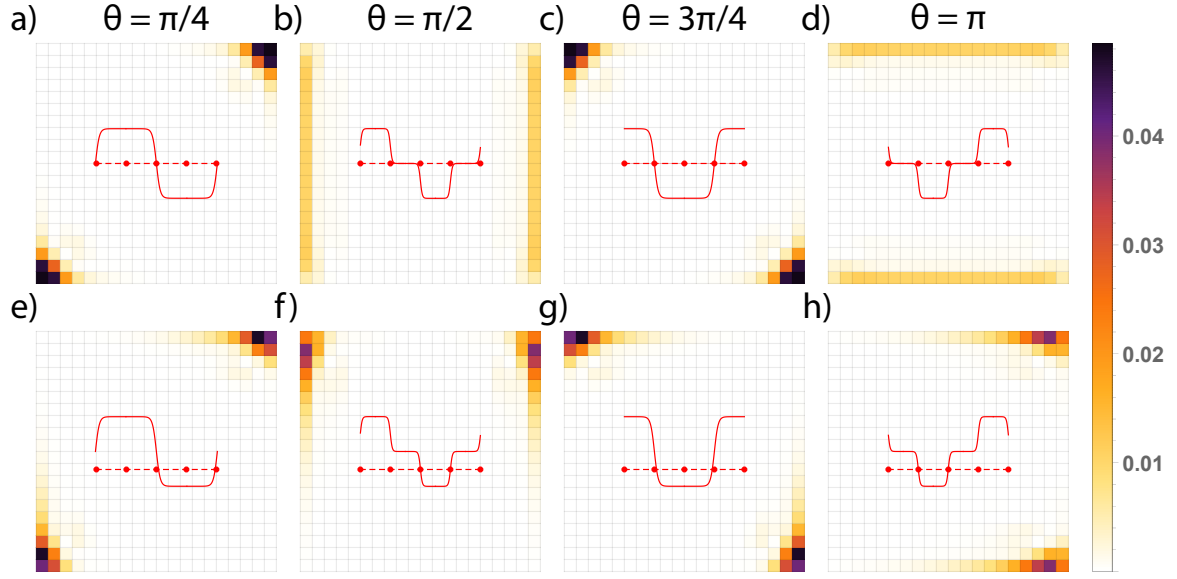 a) θ = π/4 b) θ = π/2 c) θ = 3π/4 d) θ = π
0.04
0.03
e) f) g) h)
0.02
0.01